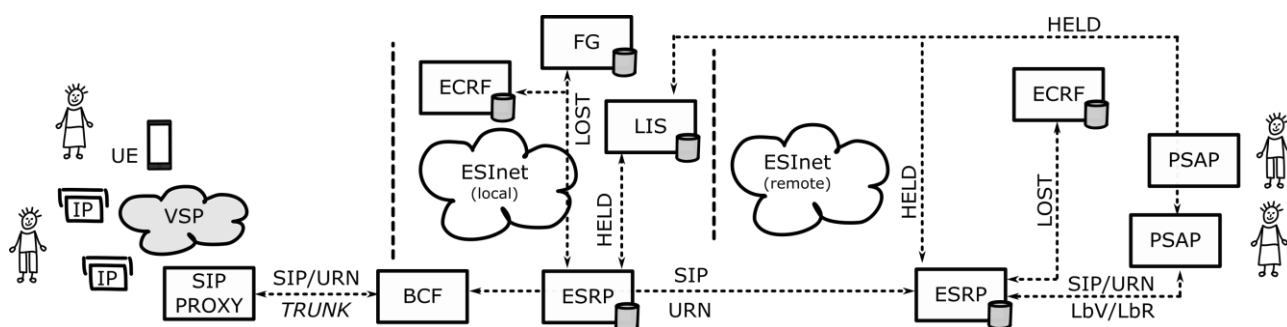 HELD
FG
ECRF
ECRF
LOST
LIS
UE
ESInet
(local)
ESInet
(remote)
PSAP
IP
VSP
HELD
HELD
LOST
PSAP
IP
SIP
PROXY
SIP/URN
TRUNK
BCF
ESRP
SIP
URN
ESRP
SIP/URN
LbV/LbR